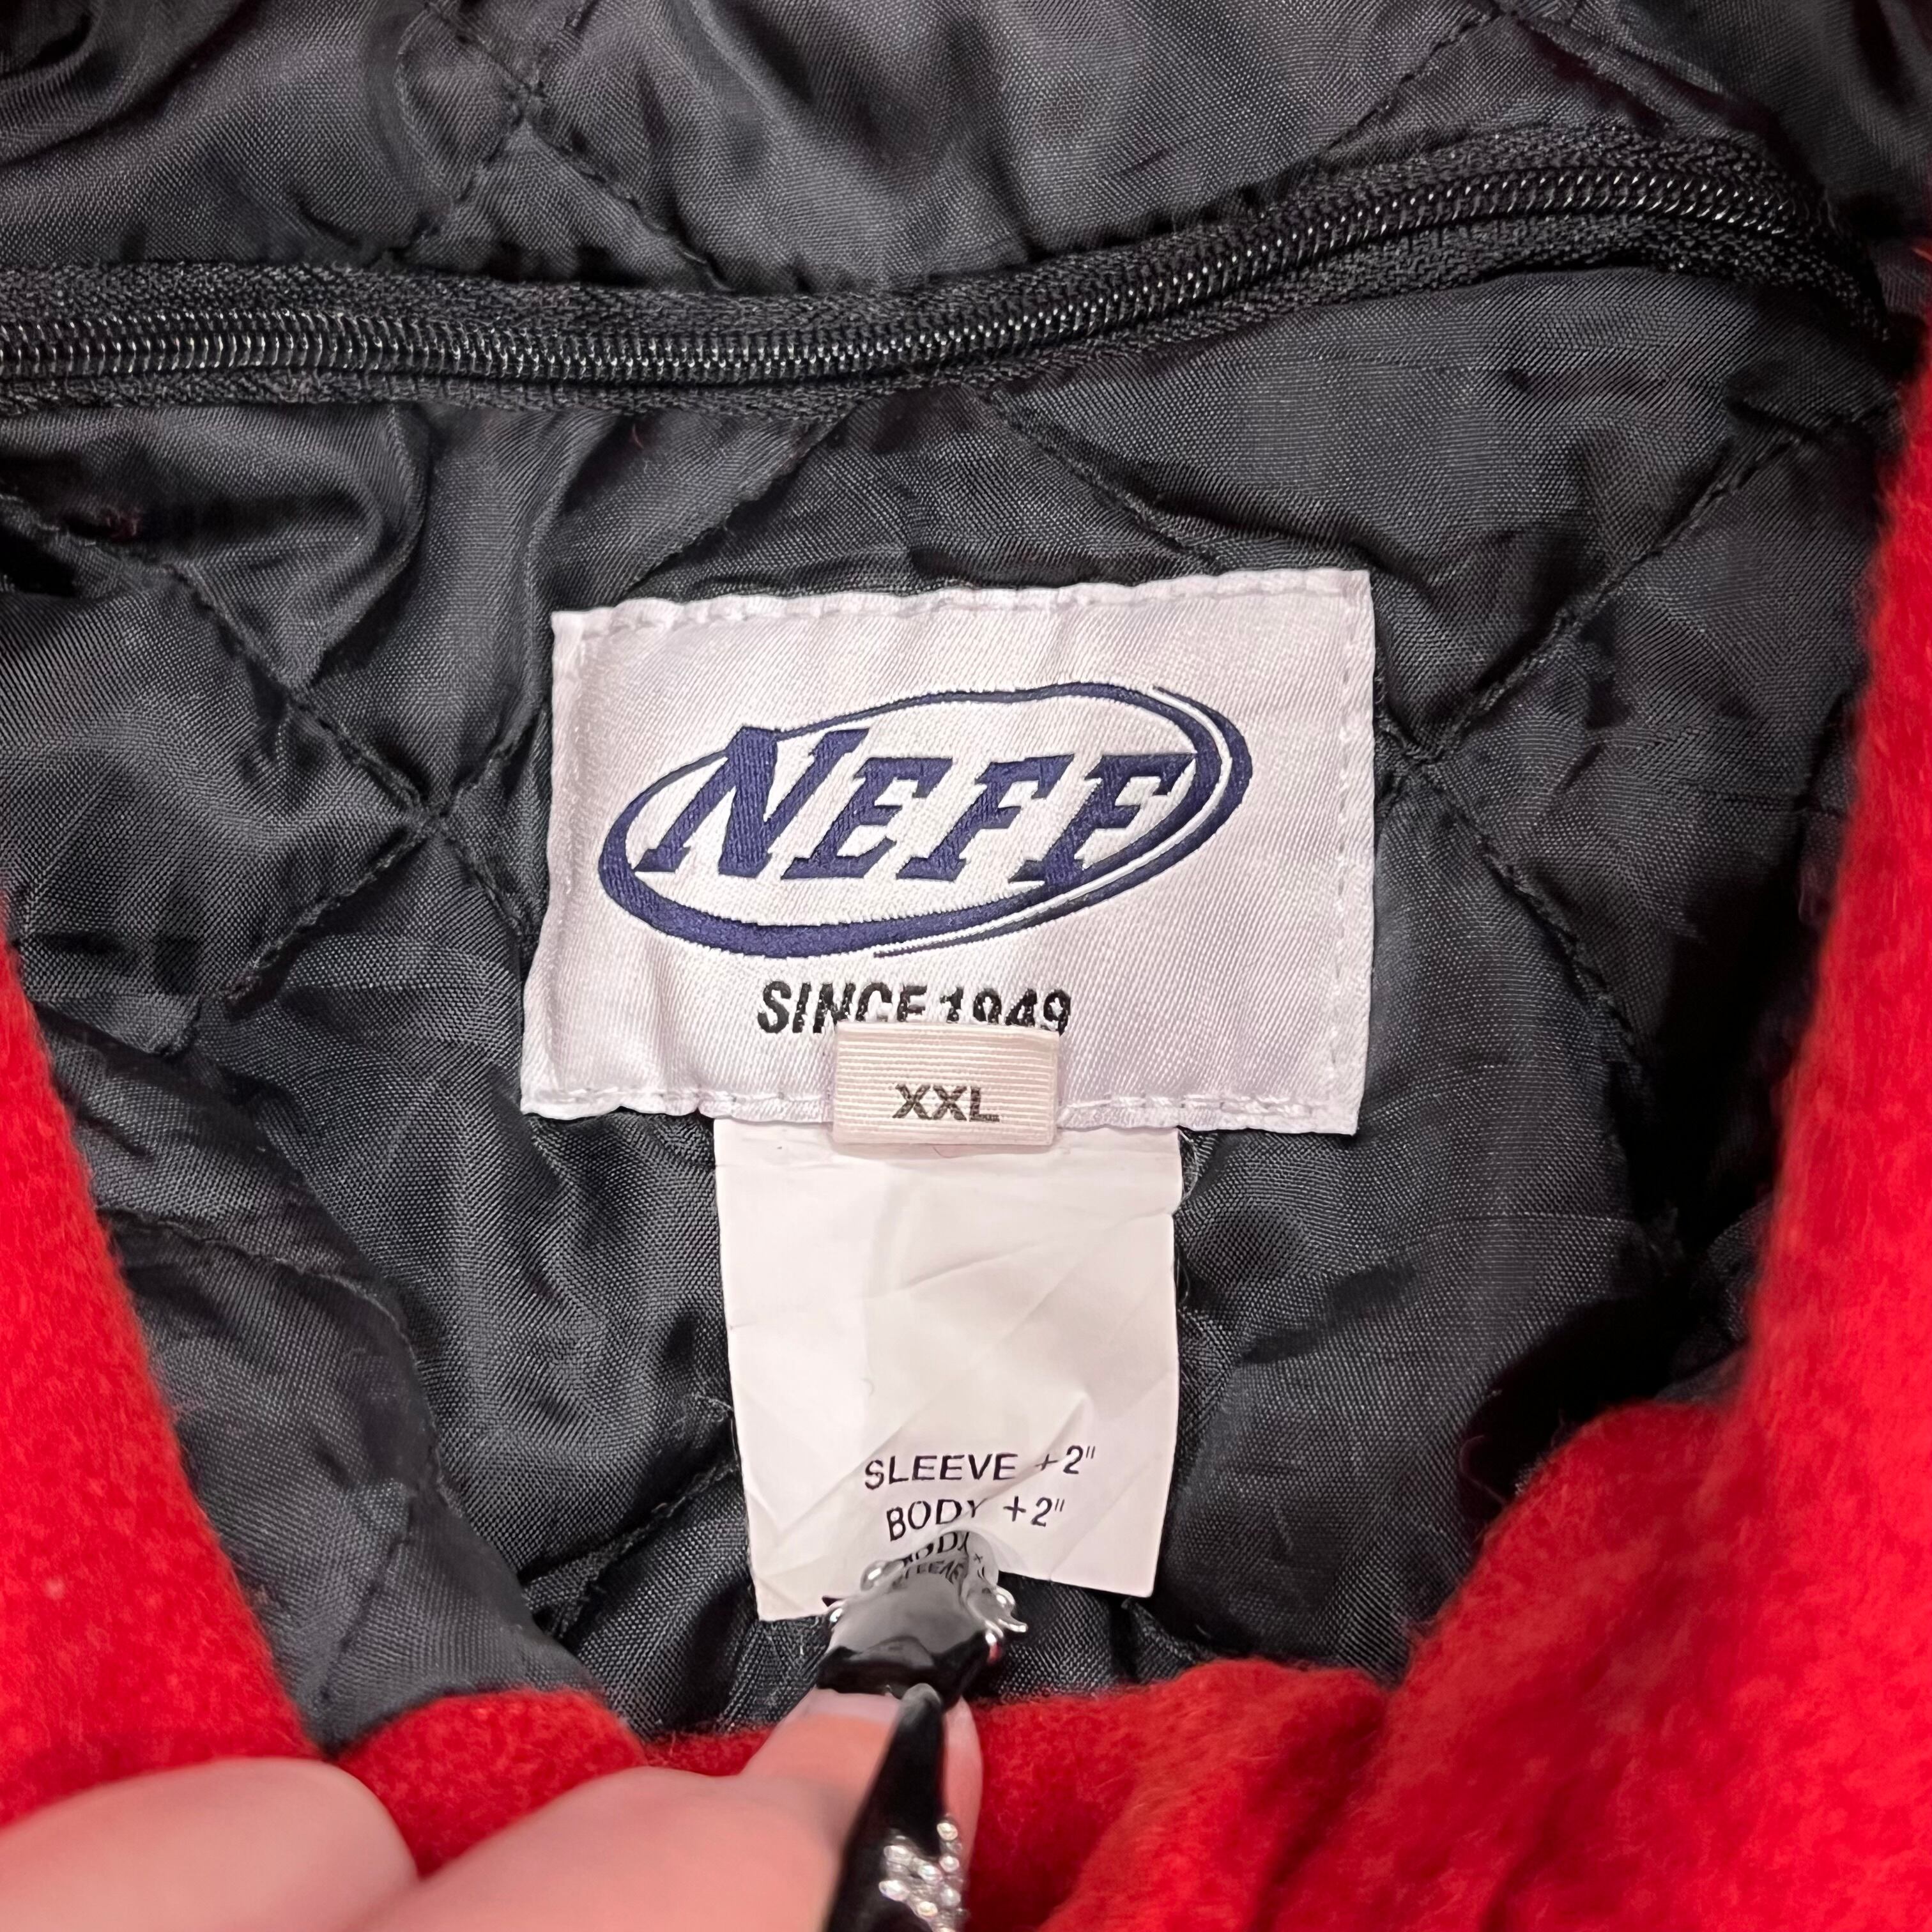 NEFF
SINCE 1949
XXL
SLEEVE +2"
BODY +2"